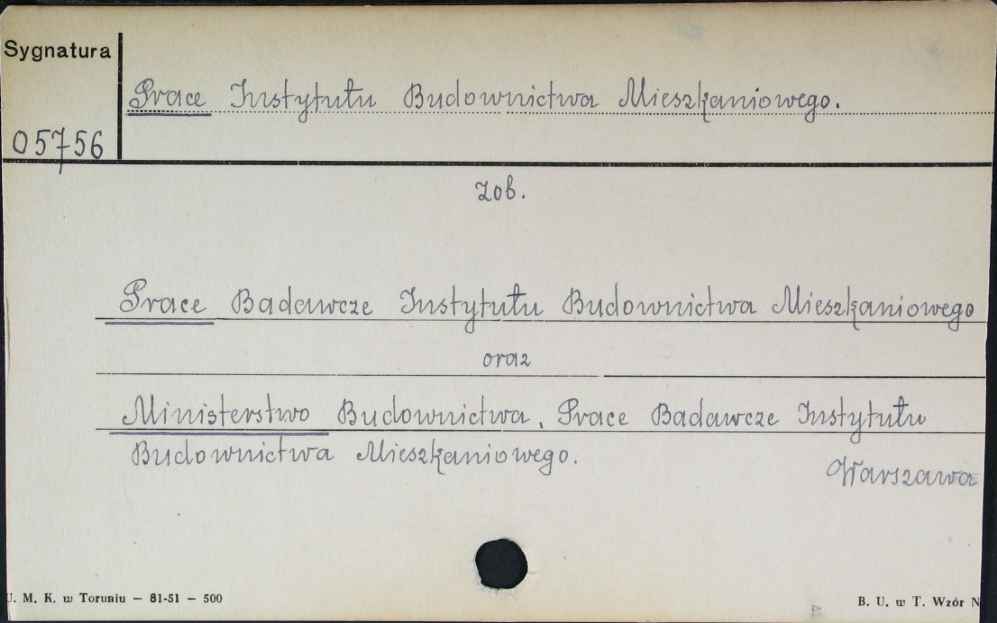 Sygnatura
Prace Instytutu Budownictwa Mieszkaniowego.
05756
zob.
Prace Badawcze Instytutu Budownictwa Mieszkaniowego
oraz
Ministerstwo Budownictwa. Prace Badawcze Instytutu
Budownictwa Mieszkaniowego.
Warszawa
U. M. K. w Toruniu — 81-51 — 500
B. U. w T. Wzór N